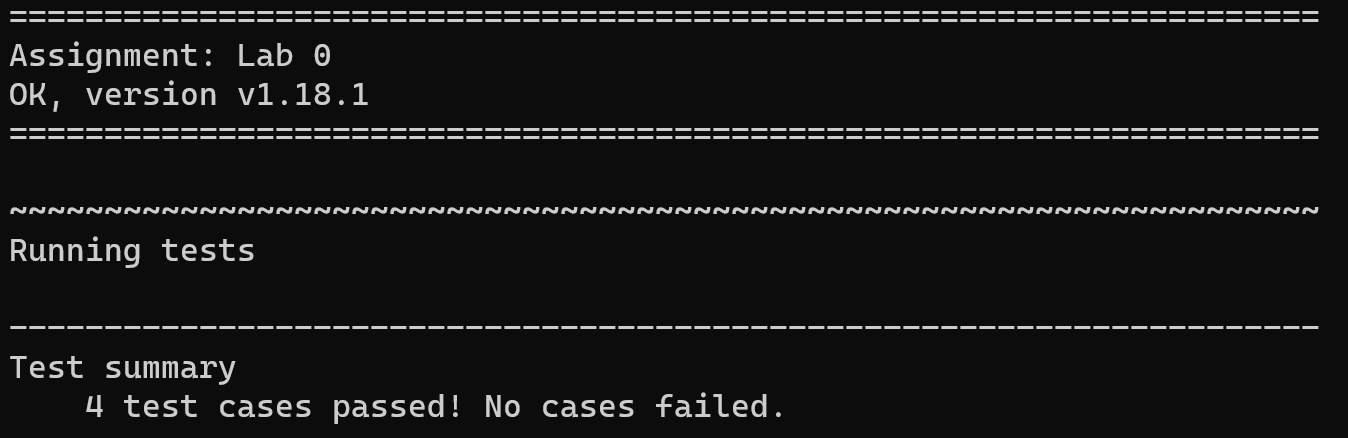 =====================================================================
Assignment: Lab 0
OK, version v1.18.1
=====================================================================
~~~~~~~~~~~~~~~~~~~~~~~~~~~~~~~~~~~~~~~~~~~~~~~~~~~~~~~~~~~~~~~~~~~~~
Running tests
---------------------------------------------------------------------
Test summary
    4 test cases passed! No cases failed.